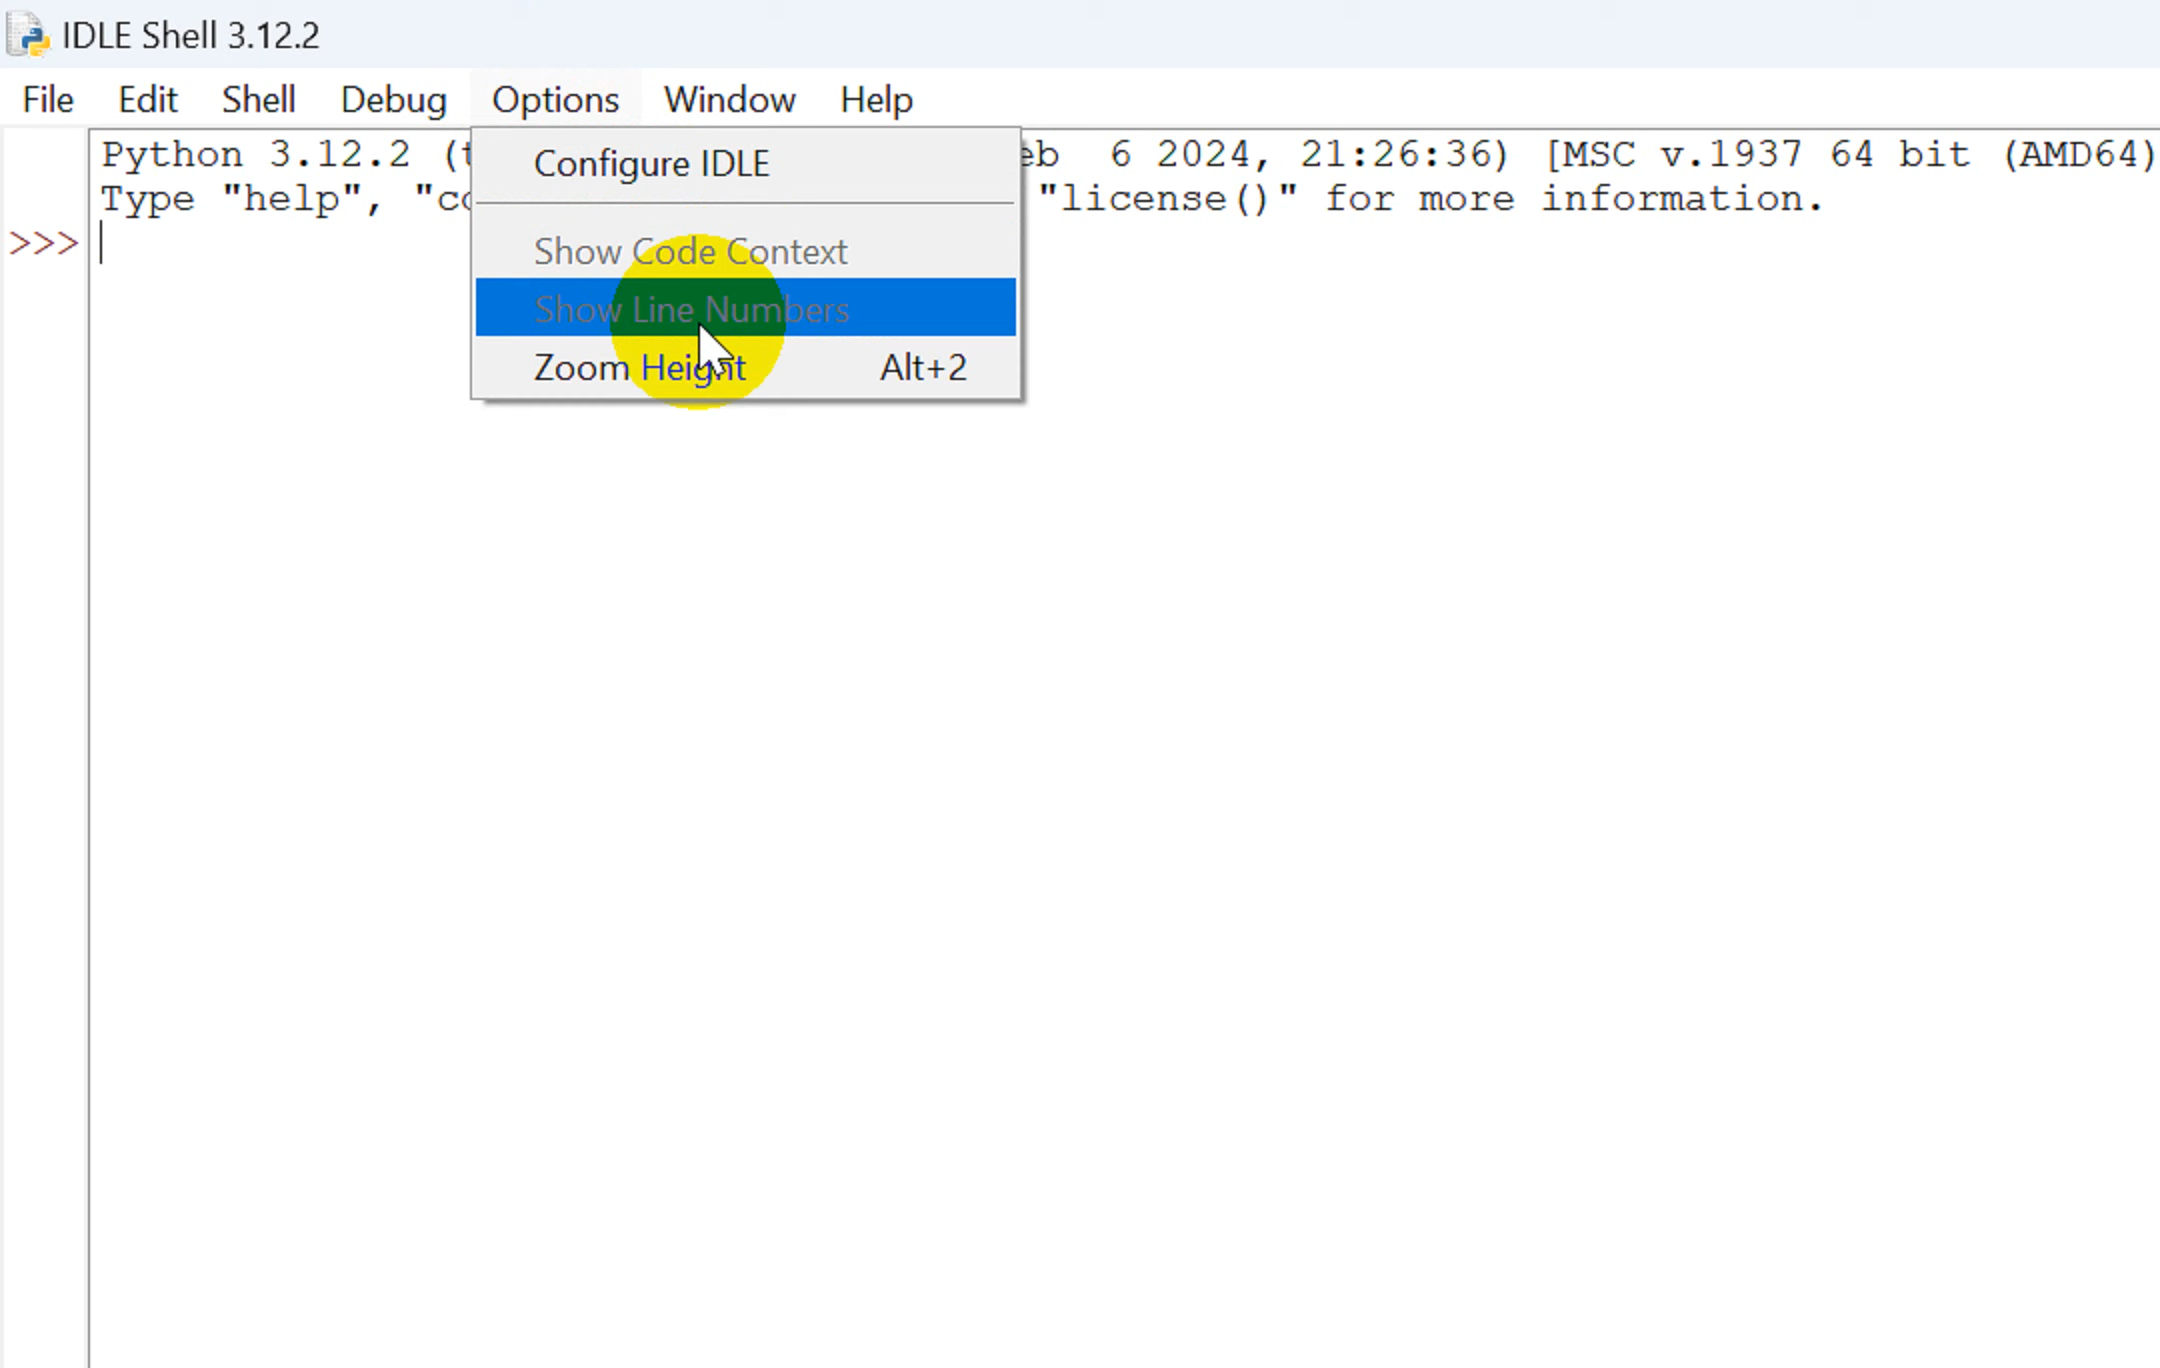 IDLE Shell 3.12.2
File Edit Shell Debug Options Window Help
Python 3.12.2 (t eb 6 2024, 21:26:36) [MSC v.1937 64 bit (AMD64)
Type "help", "co "license()" for more information.
>>>
Configure IDLE
Show Code Context
Show Line Numbers
Zoom Height Alt+2